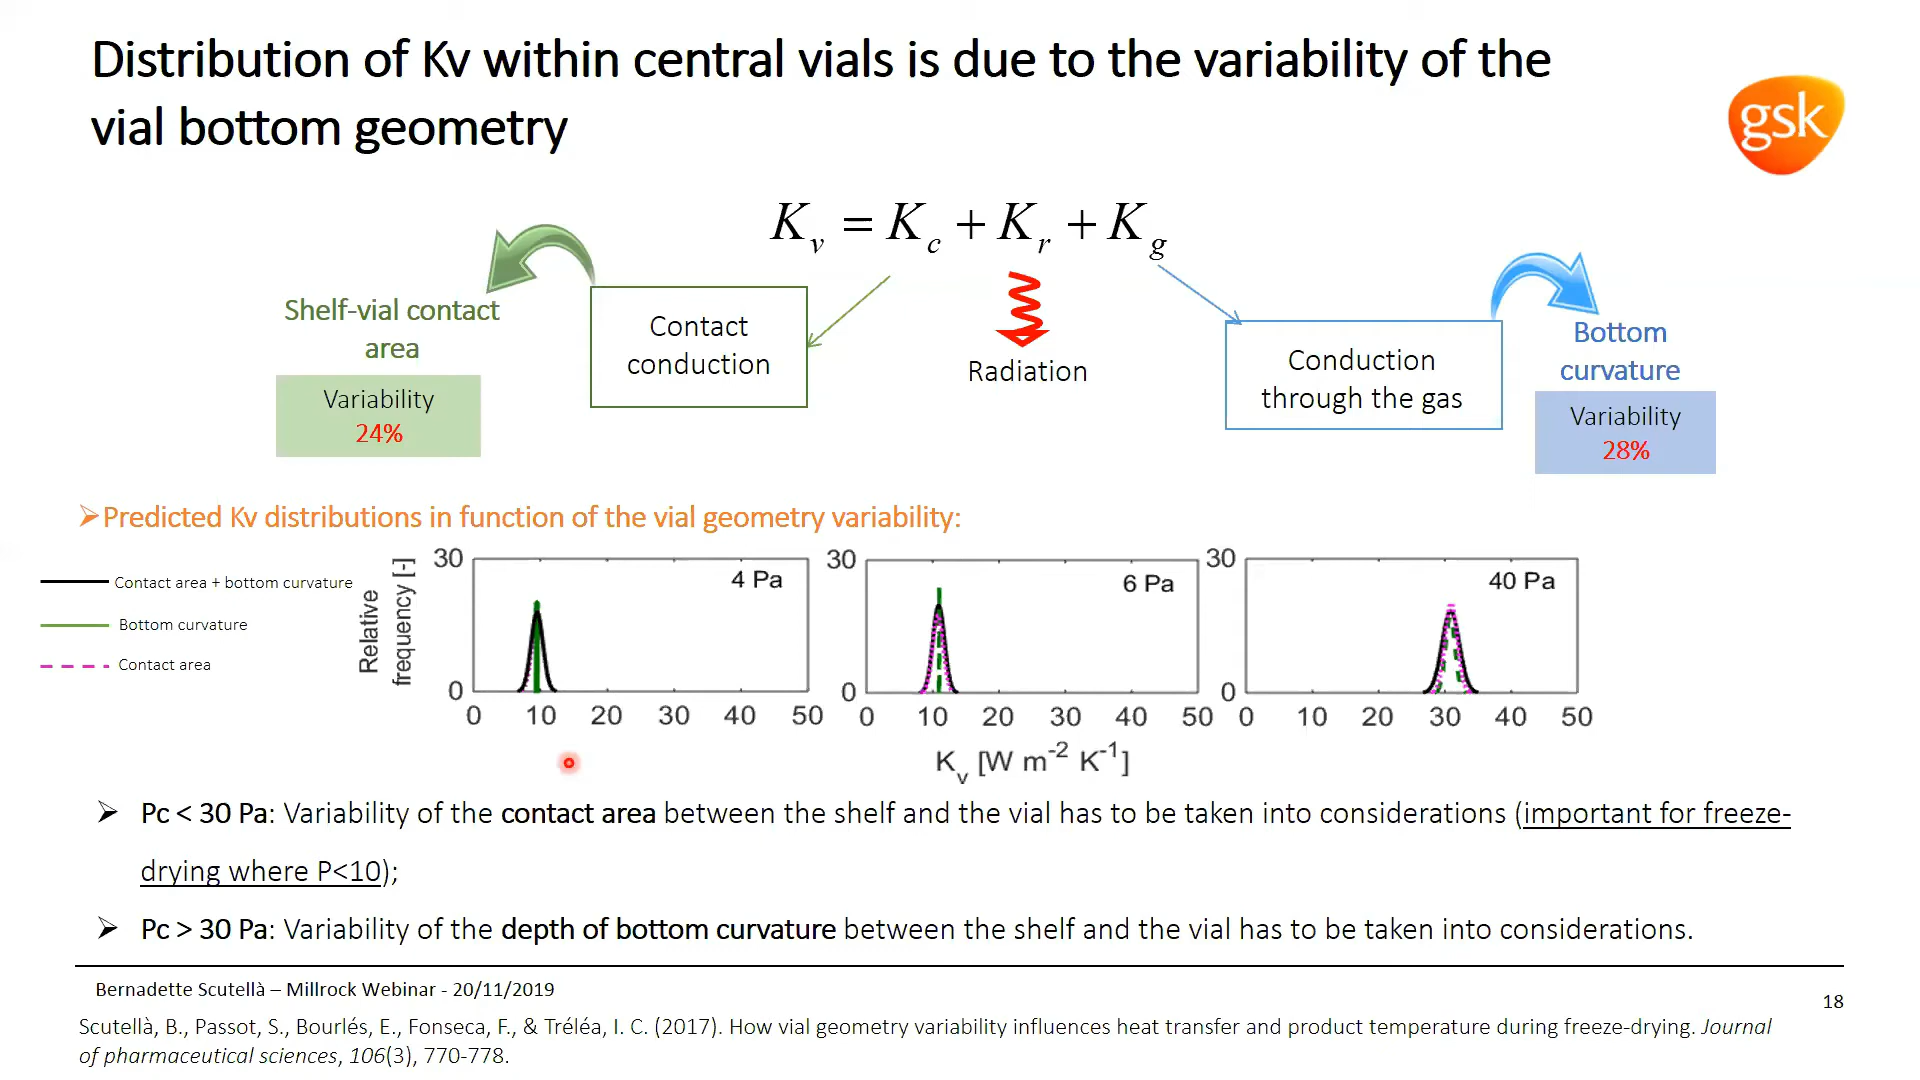 Distribution of Kv within central vials is due to the variability of the
vial bottom geometry
gsk
Kv = Kc + Kr + Kg
Shelf-vial contact
area
Variability
24%
Contact
conduction
Radiation
Conduction
through the gas
Bottom
curvature
Variability
28%
➢Predicted Kv distributions in function of the vial geometry variability:
Contact area + bottom curvature
Bottom curvature
Contact area
Relative
frequency [-]
30
0
4 Pa
0 10 20 30 40 50
30
0
6 Pa
0 10 20 30 40 50
30
0
40 Pa
0 10 20 30 40 50
Kv [W m-2 K-1]
➢ Pc < 30 Pa: Variability of the contact area between the shelf and the vial has to be taken into considerations (important for freeze-
drying where P<10);
➢ Pc > 30 Pa: Variability of the depth of bottom curvature between the shelf and the vial has to be taken into considerations.
Bernadette Scutellà – Millrock Webinar - 20/11/2019
18
Scutellà, B., Passot, S., Bourlés, E., Fonseca, F., & Tréléa, I. C. (2017). How vial geometry variability influences heat transfer and product temperature during freeze-drying. Journal
of pharmaceutical sciences, 106(3), 770-778.